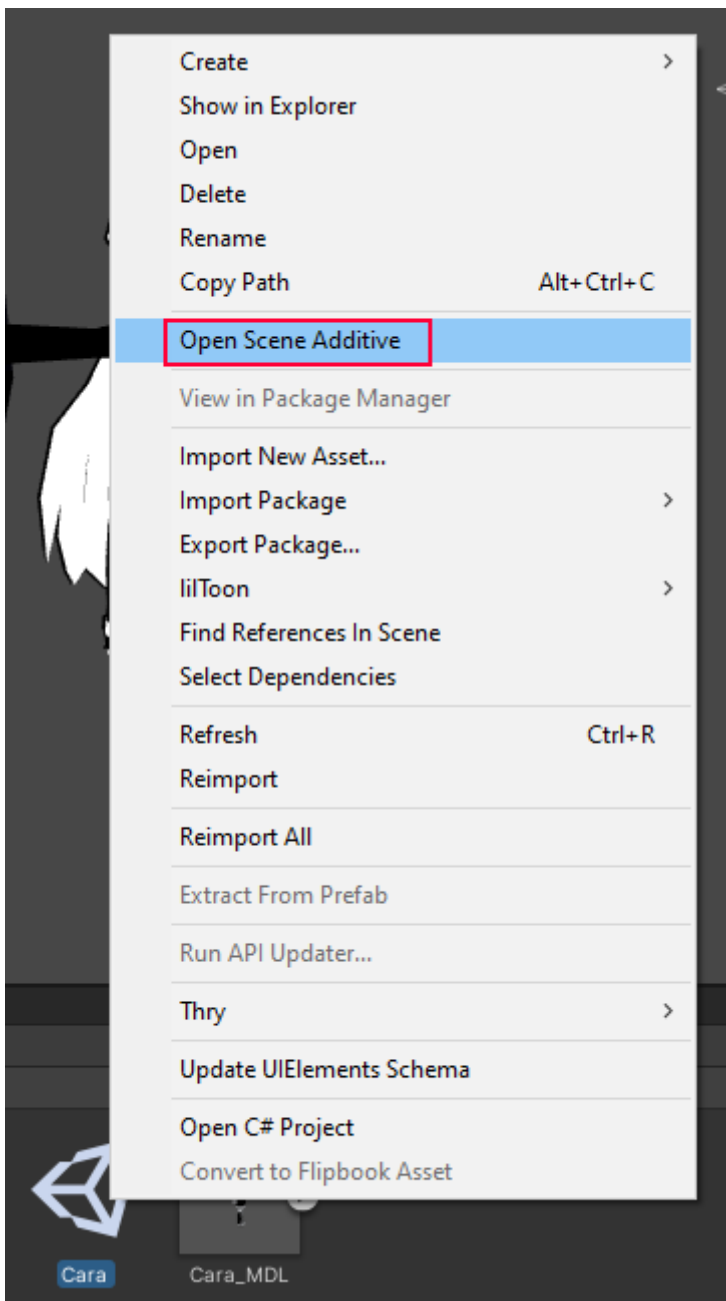 Create
Show in Explorer
Open
Delete
Rename
Copy Path Alt+Ctrl+C
Open Scene Additive
View in Package Manager
Import New Asset...
Import Package
Export Package...
lilToon
Find References In Scene
Select Dependencies
Refresh Ctrl+R
Reimport
Reimport All
Extract From Prefab
Run API Updater...
Thry
Update UIElements Schema
Open C# Project
Convert to Flipbook Asset
Cara Cara_MDL